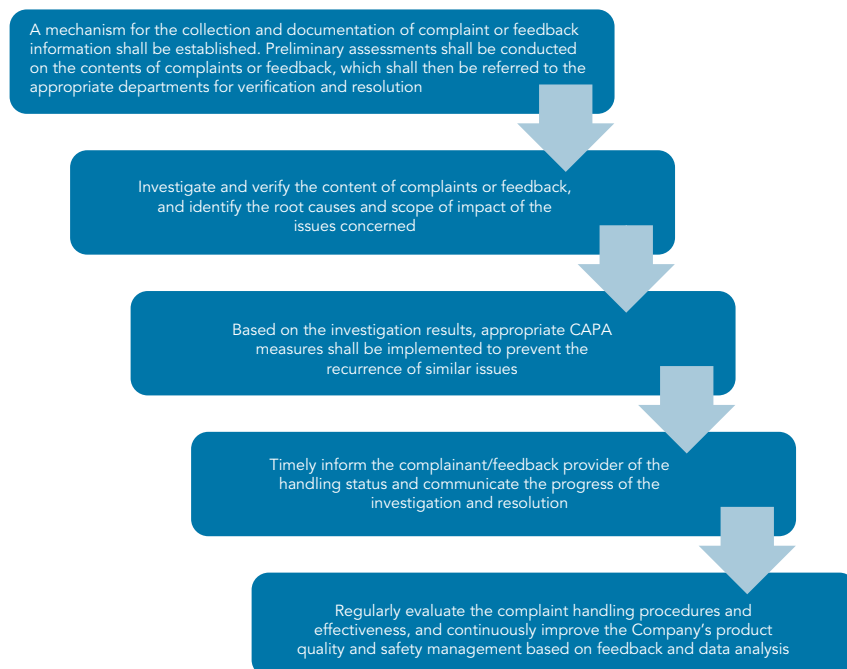 A mechanism for the collection and documentation of complaint or feedback
information shall be established. Preliminary assessments shall be conducted
on the contents of complaints or feedback, which shall then be referred to the
appropriate departments for verification and resolution
Investigate and verify the content of complaints or feedback,
and identify the root causes and scope of impact of the
issues concerned
Based on the investigation results, appropriate CAPA
measures shall be implemented to prevent the
recurrence of similar issues
Timely inform the complainant/feedback provider of the
handling status and communicate the progress of the
investigation and resolution
Regularly evaluate the complaint handling procedures and
effectiveness, and continuously improve the Company’s product
quality and safety management based on feedback and data analysis